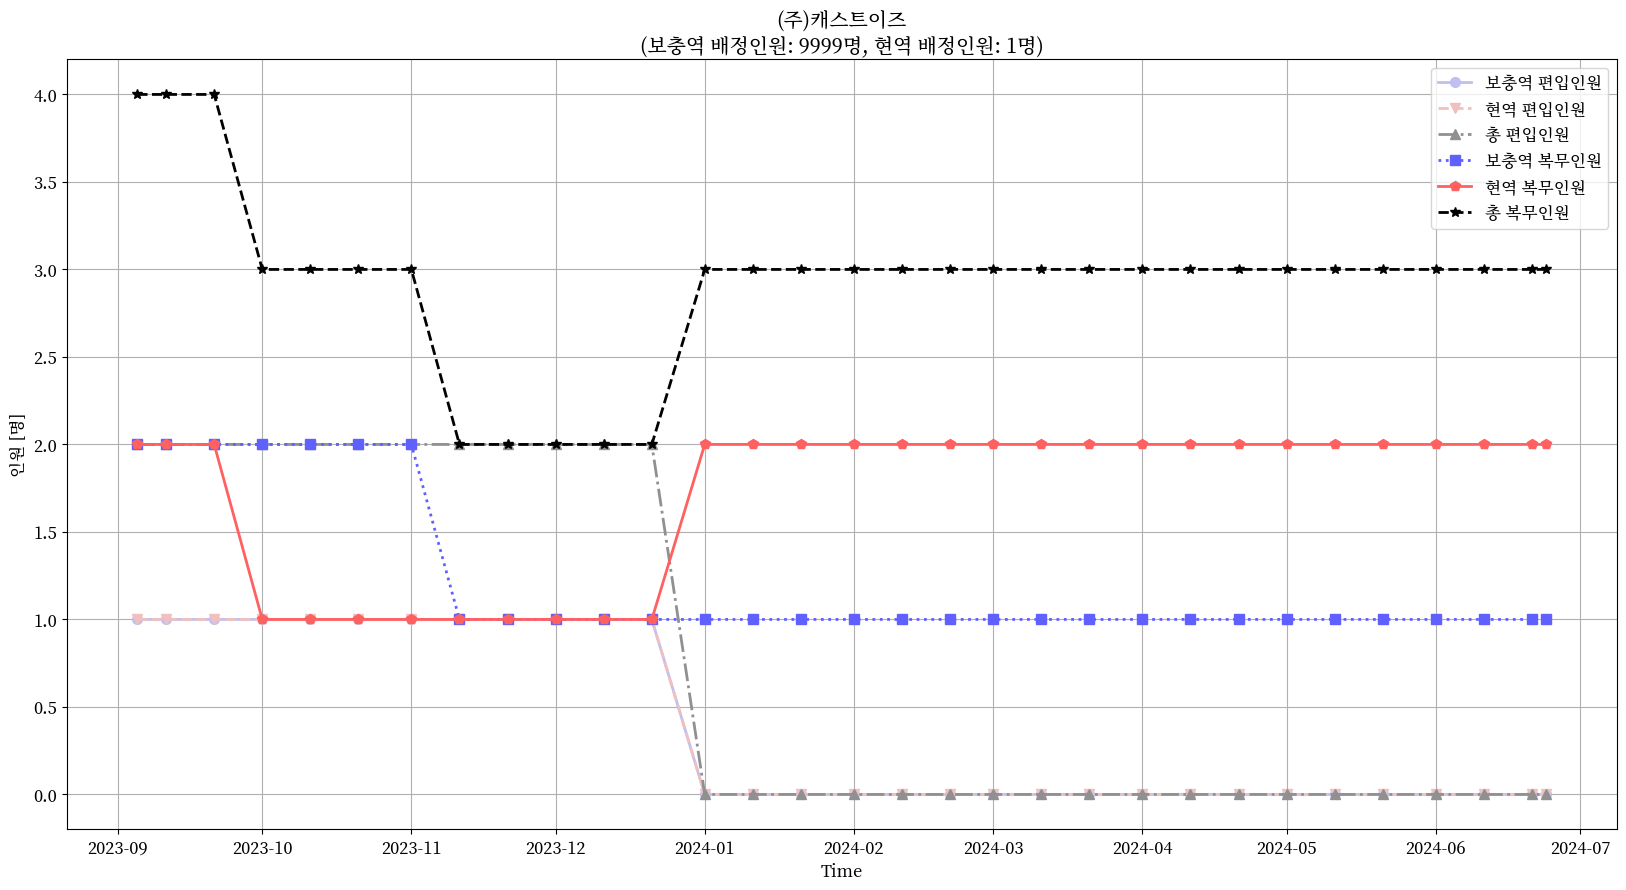 (주)캐스트이즈
(보충역 배정인원: 9999명, 현역 배정인원: 1명)
보충역 편입인원
현역 편입인원
총 편입인원
보충역 복무인원
현역 복무인원
총 복무인원
4.0
3.5
3.0
2.5
2.0
1.5
1.0
0.5
0.0
인원 [명]
2023-09 2023-10 2023-11 2023-12 2024-01 2024-02 2024-03 2024-04 2024-05 2024-06 2024-07
Time